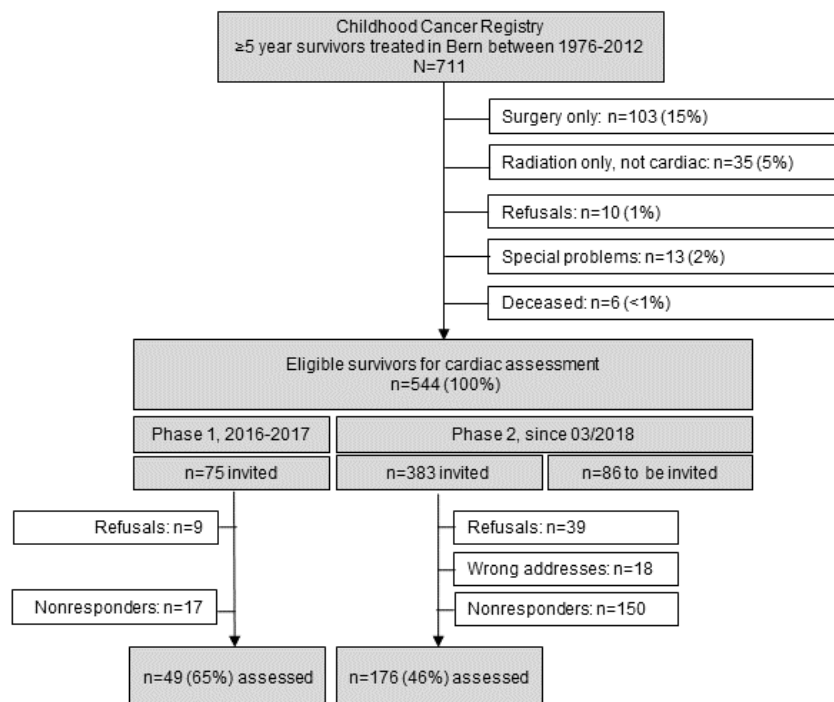 Childhood Cancer Registry
≥5 year survivors treated in Bern between 1976-2012
N=711
Surgery only: n=103 (15%)
Radiation only, not cardiac: n=35 (5%)
Refusals: n=10 (1%)
Special problems: n=13 (2%)
Deceased: n=6 (<1%)
Eligible survivors for cardiac assessment
n=544 (100%)
Phase 1, 2016-2017
Phase 2, since 03/2018
n=75 invited
n=383 invited
n=86 to be invited
Refusals: n=9
Refusals: n=39
Wrong addresses: n=18
Nonresponders: n=17
Nonresponders: n=150
n=49 (65%) assessed
n=176 (46%) assessed